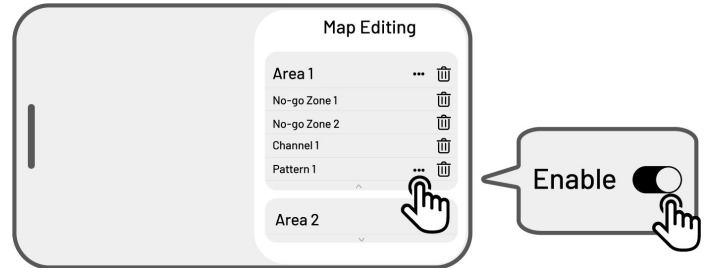 Map Editing
Area 1
No-go Zone 1
No-go Zone 2
Channel 1
Pattern 1
Area 2
Enable